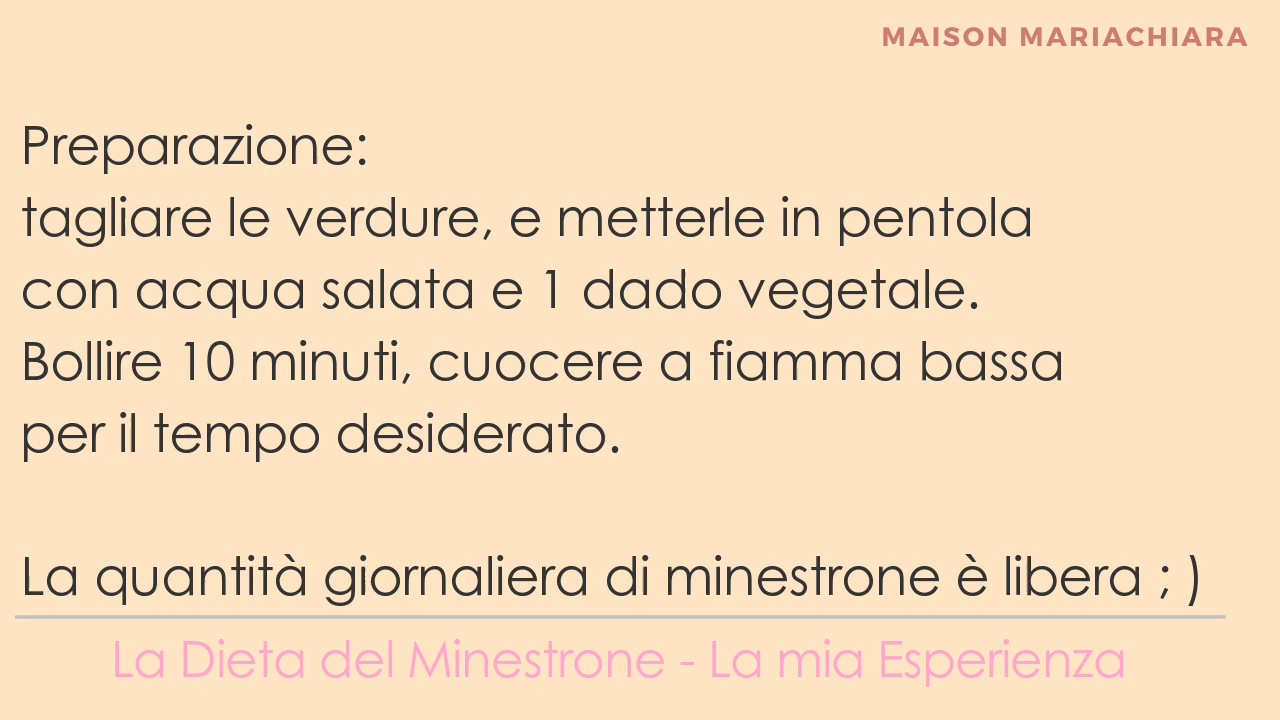 MAISON MARIACHIARA
Preparazione:
tagliare le verdure, e metterle in pentola
con acqua salata e 1 dado vegetale.
Bollire 10 minuti, cuocere a fiamma bassa
per il tempo desiderato.
La quantità giornaliera di minestrone è libera ; )
La Dieta del Minestrone - La mia Esperienza